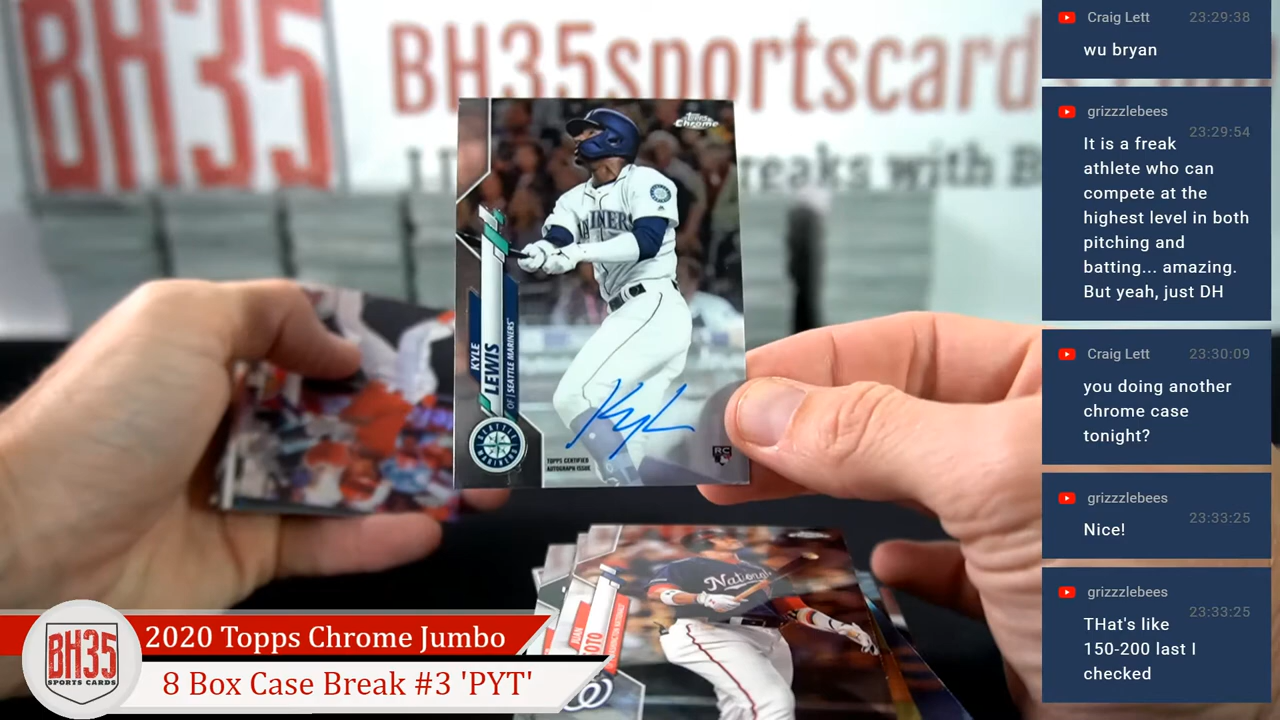 BH35
BH35sportscards
reaks with B
Topps
Chrome
MARINERS
KYLE
LEWIS
OF | SEATTLE MARINERS
SEATTLE
MARINERS
TOPPS CERTIFIED
AUTOGRAPH ISSUE
RC
Nationals
JUAN
SOTO
W
BH35
SPORTS CARDS
2020 Topps Chrome Jumbo
8 Box Case Break #3 'PYT'
Craig Lett 23:29:38
wu bryan
grizzzlebees
23:29:54
It is a freak
athlete who can
compete at the
highest level in both
pitching and
batting... amazing.
But yeah, just DH
Craig Lett 23:30:09
you doing another
chrome case
tonight?
grizzzlebees
23:33:25
Nice!
grizzzlebees
23:33:25
THat's like
150-200 last I
checked